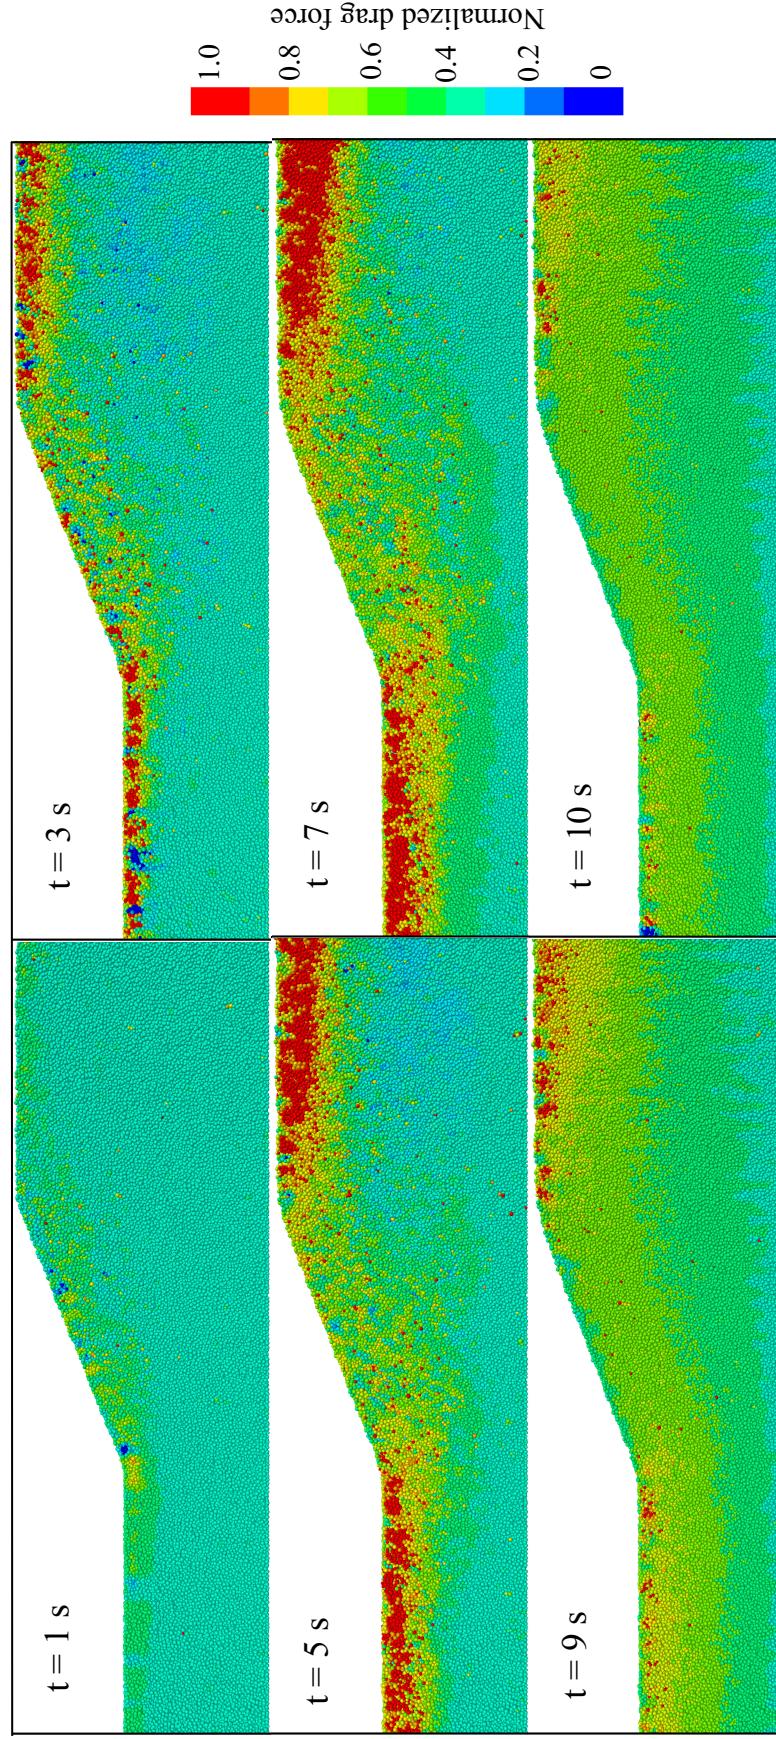 t = 1 s
t = 3 s
t = 5 s
t = 7 s
t = 9 s
t = 10 s
1.0
0.8
0.6
0.4
0.2
0
Normalized drag force